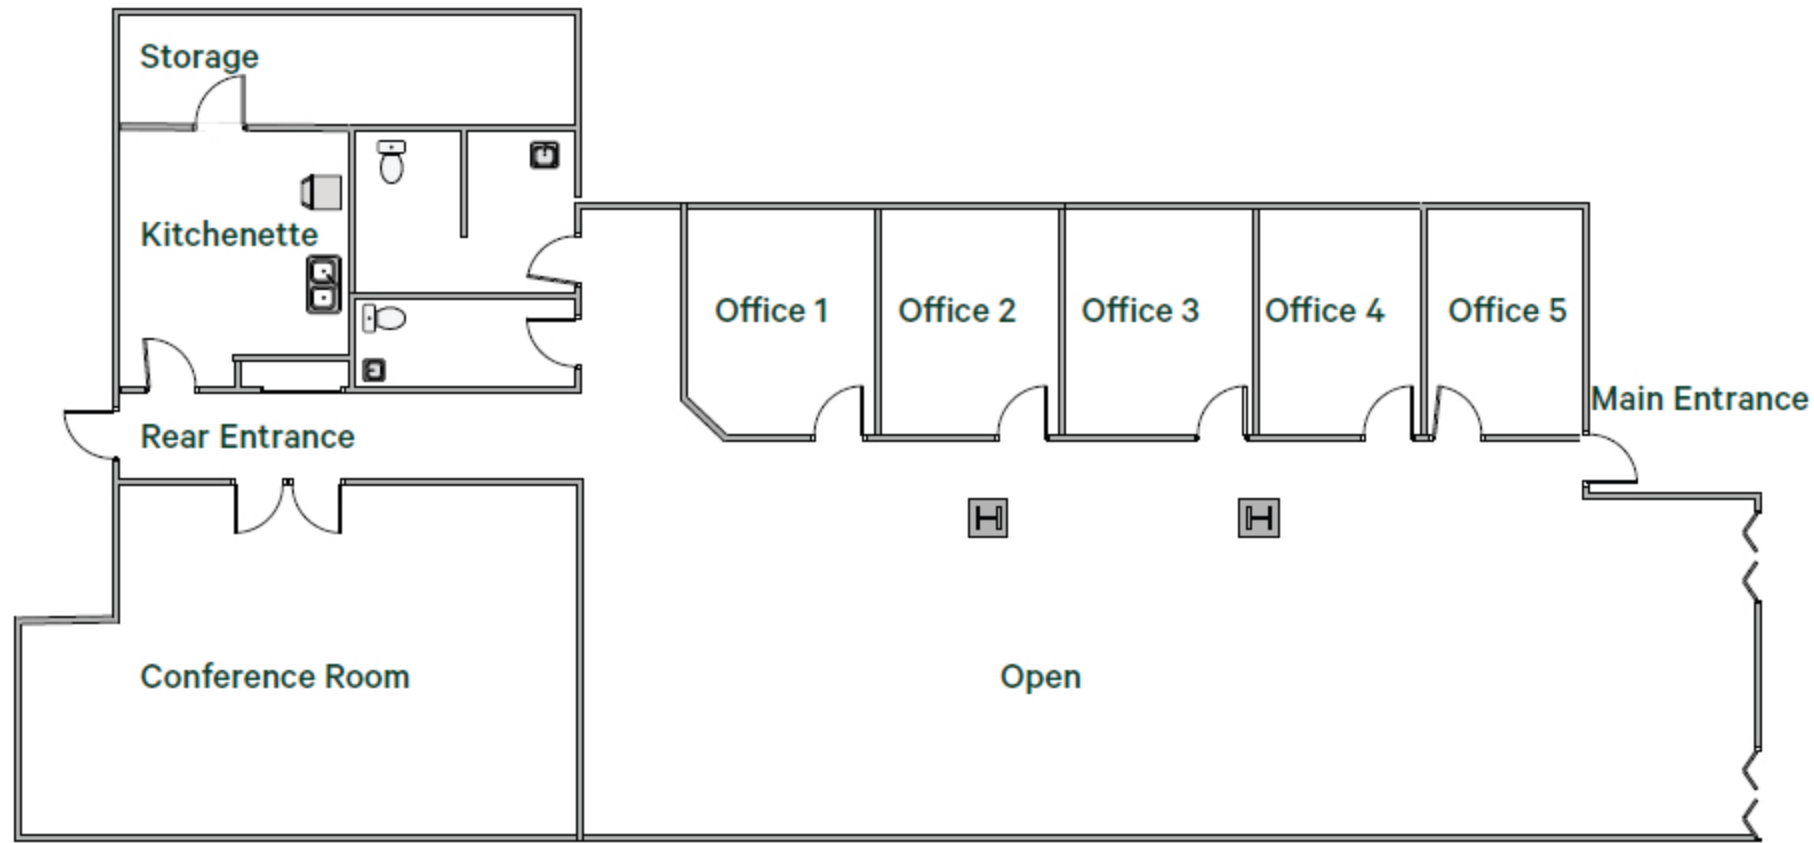 Storage
Kitchenette
Office 1
Office 2
Office 3
Office 4
Office 5
Main Entrance
Rear Entrance
Conference Room
Open